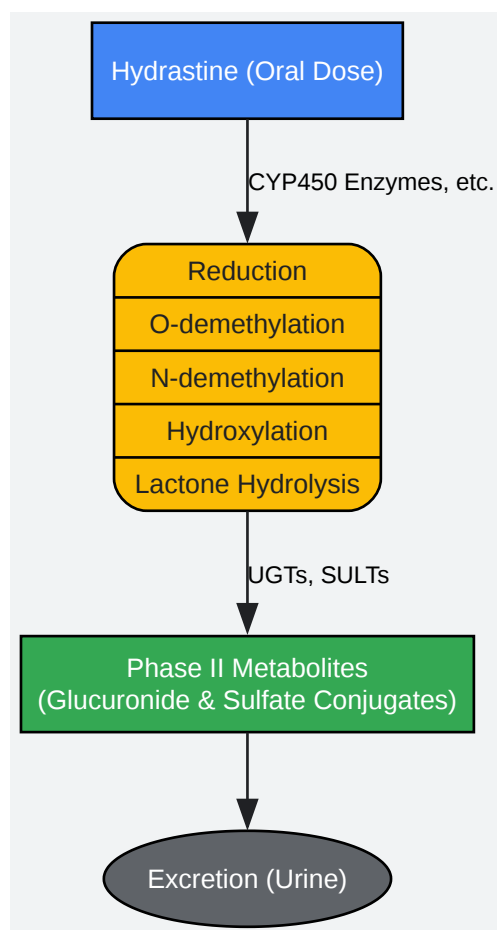 Hydrastine (Oral Dose)
CYP450 Enzymes, etc.
Reduction
O-demethylation
N-demethylation
Hydroxylation
Lactone Hydrolysis
UGTs, SULTs
Phase II Metabolites
(Glucuronide & Sulfate Conjugates)
Excretion (Urine)